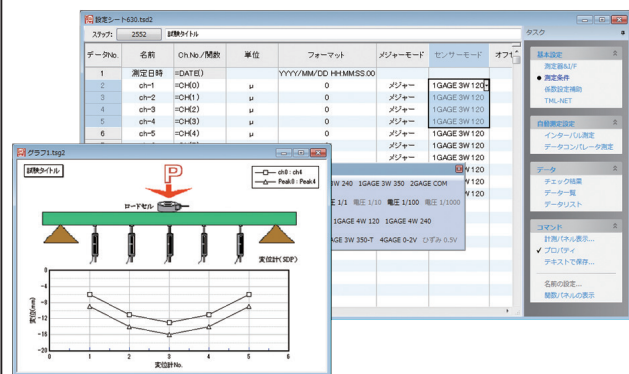 設定シート630.tsd2
ステップ: 2552 試験タイトル
データNo. 名前 Ch.No/関数 単位 フォーマット メジャーモード センサーモード オフセ
1 測定日時 =DATE() YYYY/MM/DD HH:MM:SS.00
2 ch-1 =CH(0) μ 0 メジャー 1GAGE 3W 120
3 ch-2 =CH(1) μ 0 メジャー 1GAGE 3W 120
4 ch-3 =CH(2) μ 0 メジャー 1GAGE 3W 120
5 ch-4 =CH(3) μ 0 メジャー 1GAGE 3W 120
6 ch-5 =CH(4) μ 0 メジャー 1GAGE 3W 120
メジャー 1GAGE 3W 120
メジャー 1GAGE 3W 120
W 120
W 120
W 120
3W 240 1GAGE 3W 350 2GAGE COM
圧 1/1 電圧 1/10 電圧 1/100 電圧 1/1000
1GAGE 4W 120 1GAGE 4W 240
AGE 3W 350-T 4GAGE 0-2V ひずみ 0.5V
タスク
基本設定
測定器&I/F
測定条件
係数設定補助
TML-NET
自動測定設定
インターバル測定
データコンパレータ測定
データ
チェック結果
データ一覧
データリスト
コマンド
計測パネル表示...
プロパティ
テキストで保存...
名前の設定...
関数パネルの表示
グラフ1.tsg2
試験タイトル
P
ch0 : ch4
Peak0 : Peak4
ロードセル
変位計(SDP)
変位(mm)
0
-4
-8
-12
-16
-20
0 1 2 3 4 5 6
変位計No.